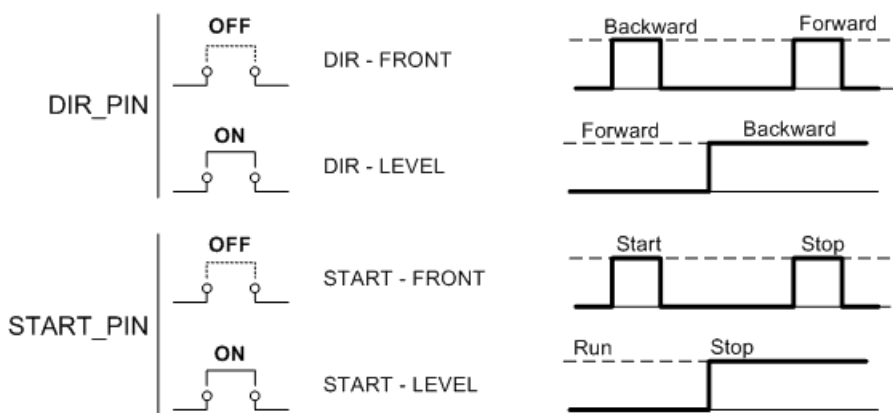 OFF
DIR - FRONT
Backward
Forward
DIR_PIN
ON
DIR - LEVEL
Forward
Backward
OFF
START - FRONT
Start
Stop
START_PIN
ON
START - LEVEL
Run
Stop